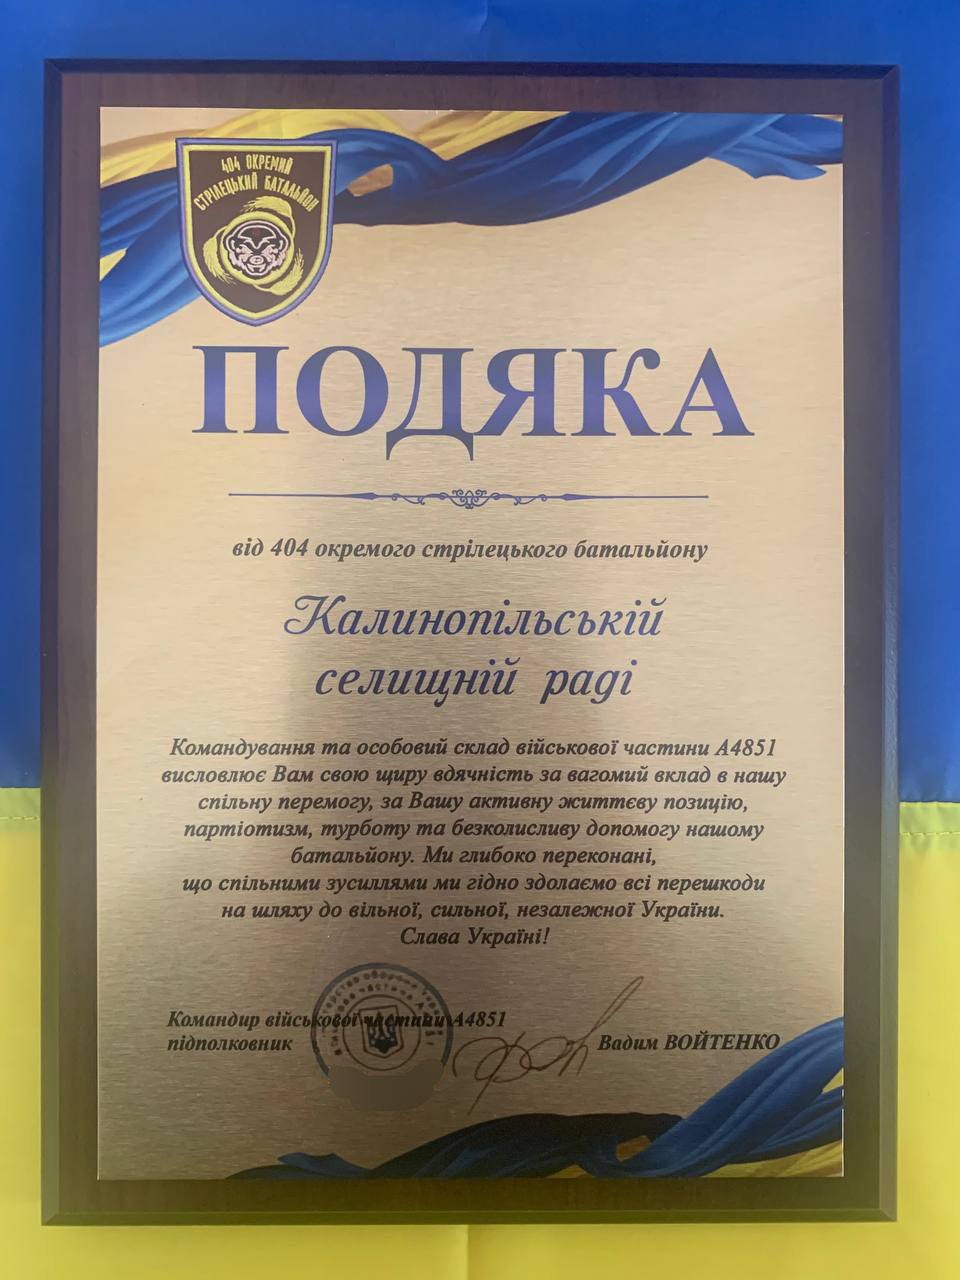 404 ОКРЕМИЙ
СТРІЛЕЦЬКИЙ БАТАЛЬЙОН
ПОДЯКА
від 404 окремого стрілецького батальйону
Калинопільській
селищній раді
Командування та особовий склад військової частини А4851
висловлює Вам свою щиру вдячність за вагомий вклад в нашу
спільну перемогу, за Вашу активну життєву позицію,
партіотизм, турботу та безколисливу допомогу нашому
батальйону. Ми глибоко переконані,
що спільними зусиллями ми гідно здолаємо всі перешкоди
на шляху до вільної, сильної, незалежної України.
Слава Україні!
Командир військової частини А4851
підполковник
Вадим ВОЙТЕНКО